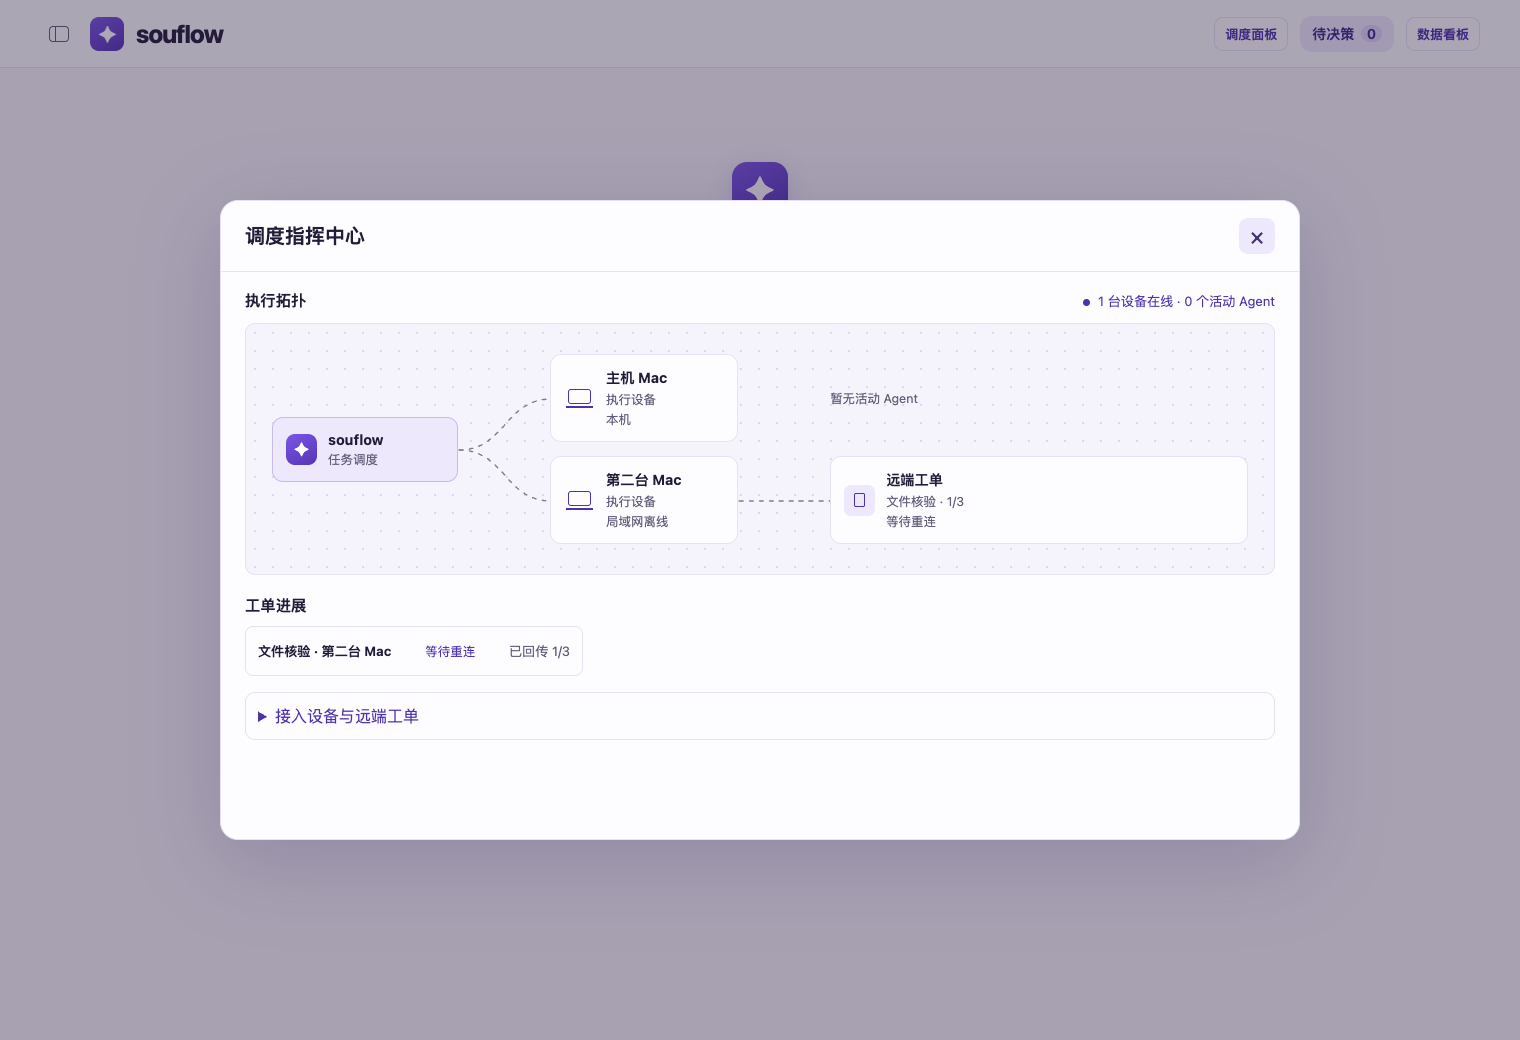 souflow
调度面板
待决策 0
数据看板
调度指挥中心
执行拓扑
1 台设备在线 · 0 个活动 Agent
souflow
任务调度
主机 Mac
执行设备
本机
暂无活动 Agent
第二台 Mac
执行设备
局域网离线
远端工单
文件核验 · 1/3
等待重连
工单进展
文件核验 · 第二台 Mac 等待重连 已回传 1/3
接入设备与远端工单